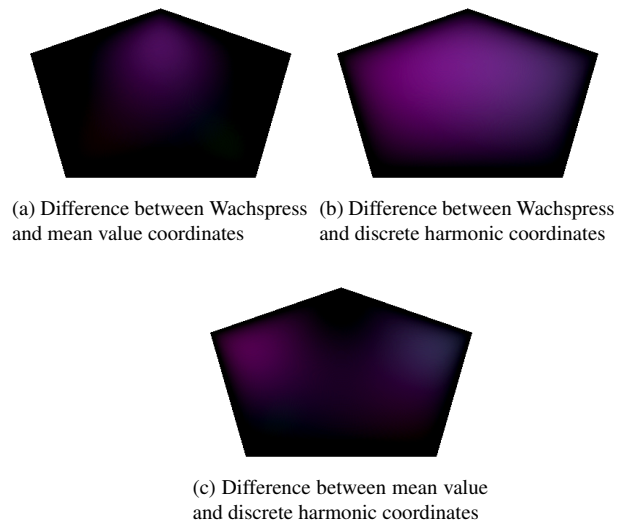 (a) Difference between Wachspress
and mean value coordinates
(b) Difference between Wachspress
and discrete harmonic coordinates
(c) Difference between mean value
and discrete harmonic coordinates